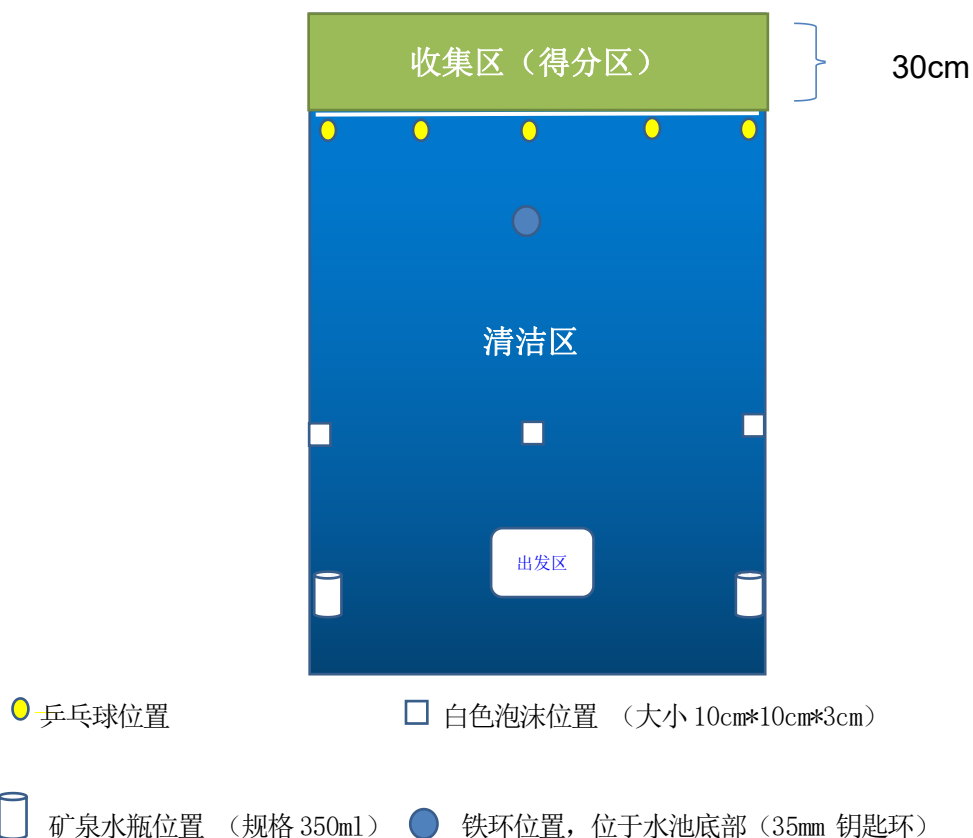 收集区（得分区）
30cm
清洁区
出发区
乒乓球位置
白色泡沫位置 （大小 10cm*10cm*3cm）
矿泉水瓶位置 （规格 350ml）
铁环位置，位于水池底部（35mm 钥匙环）